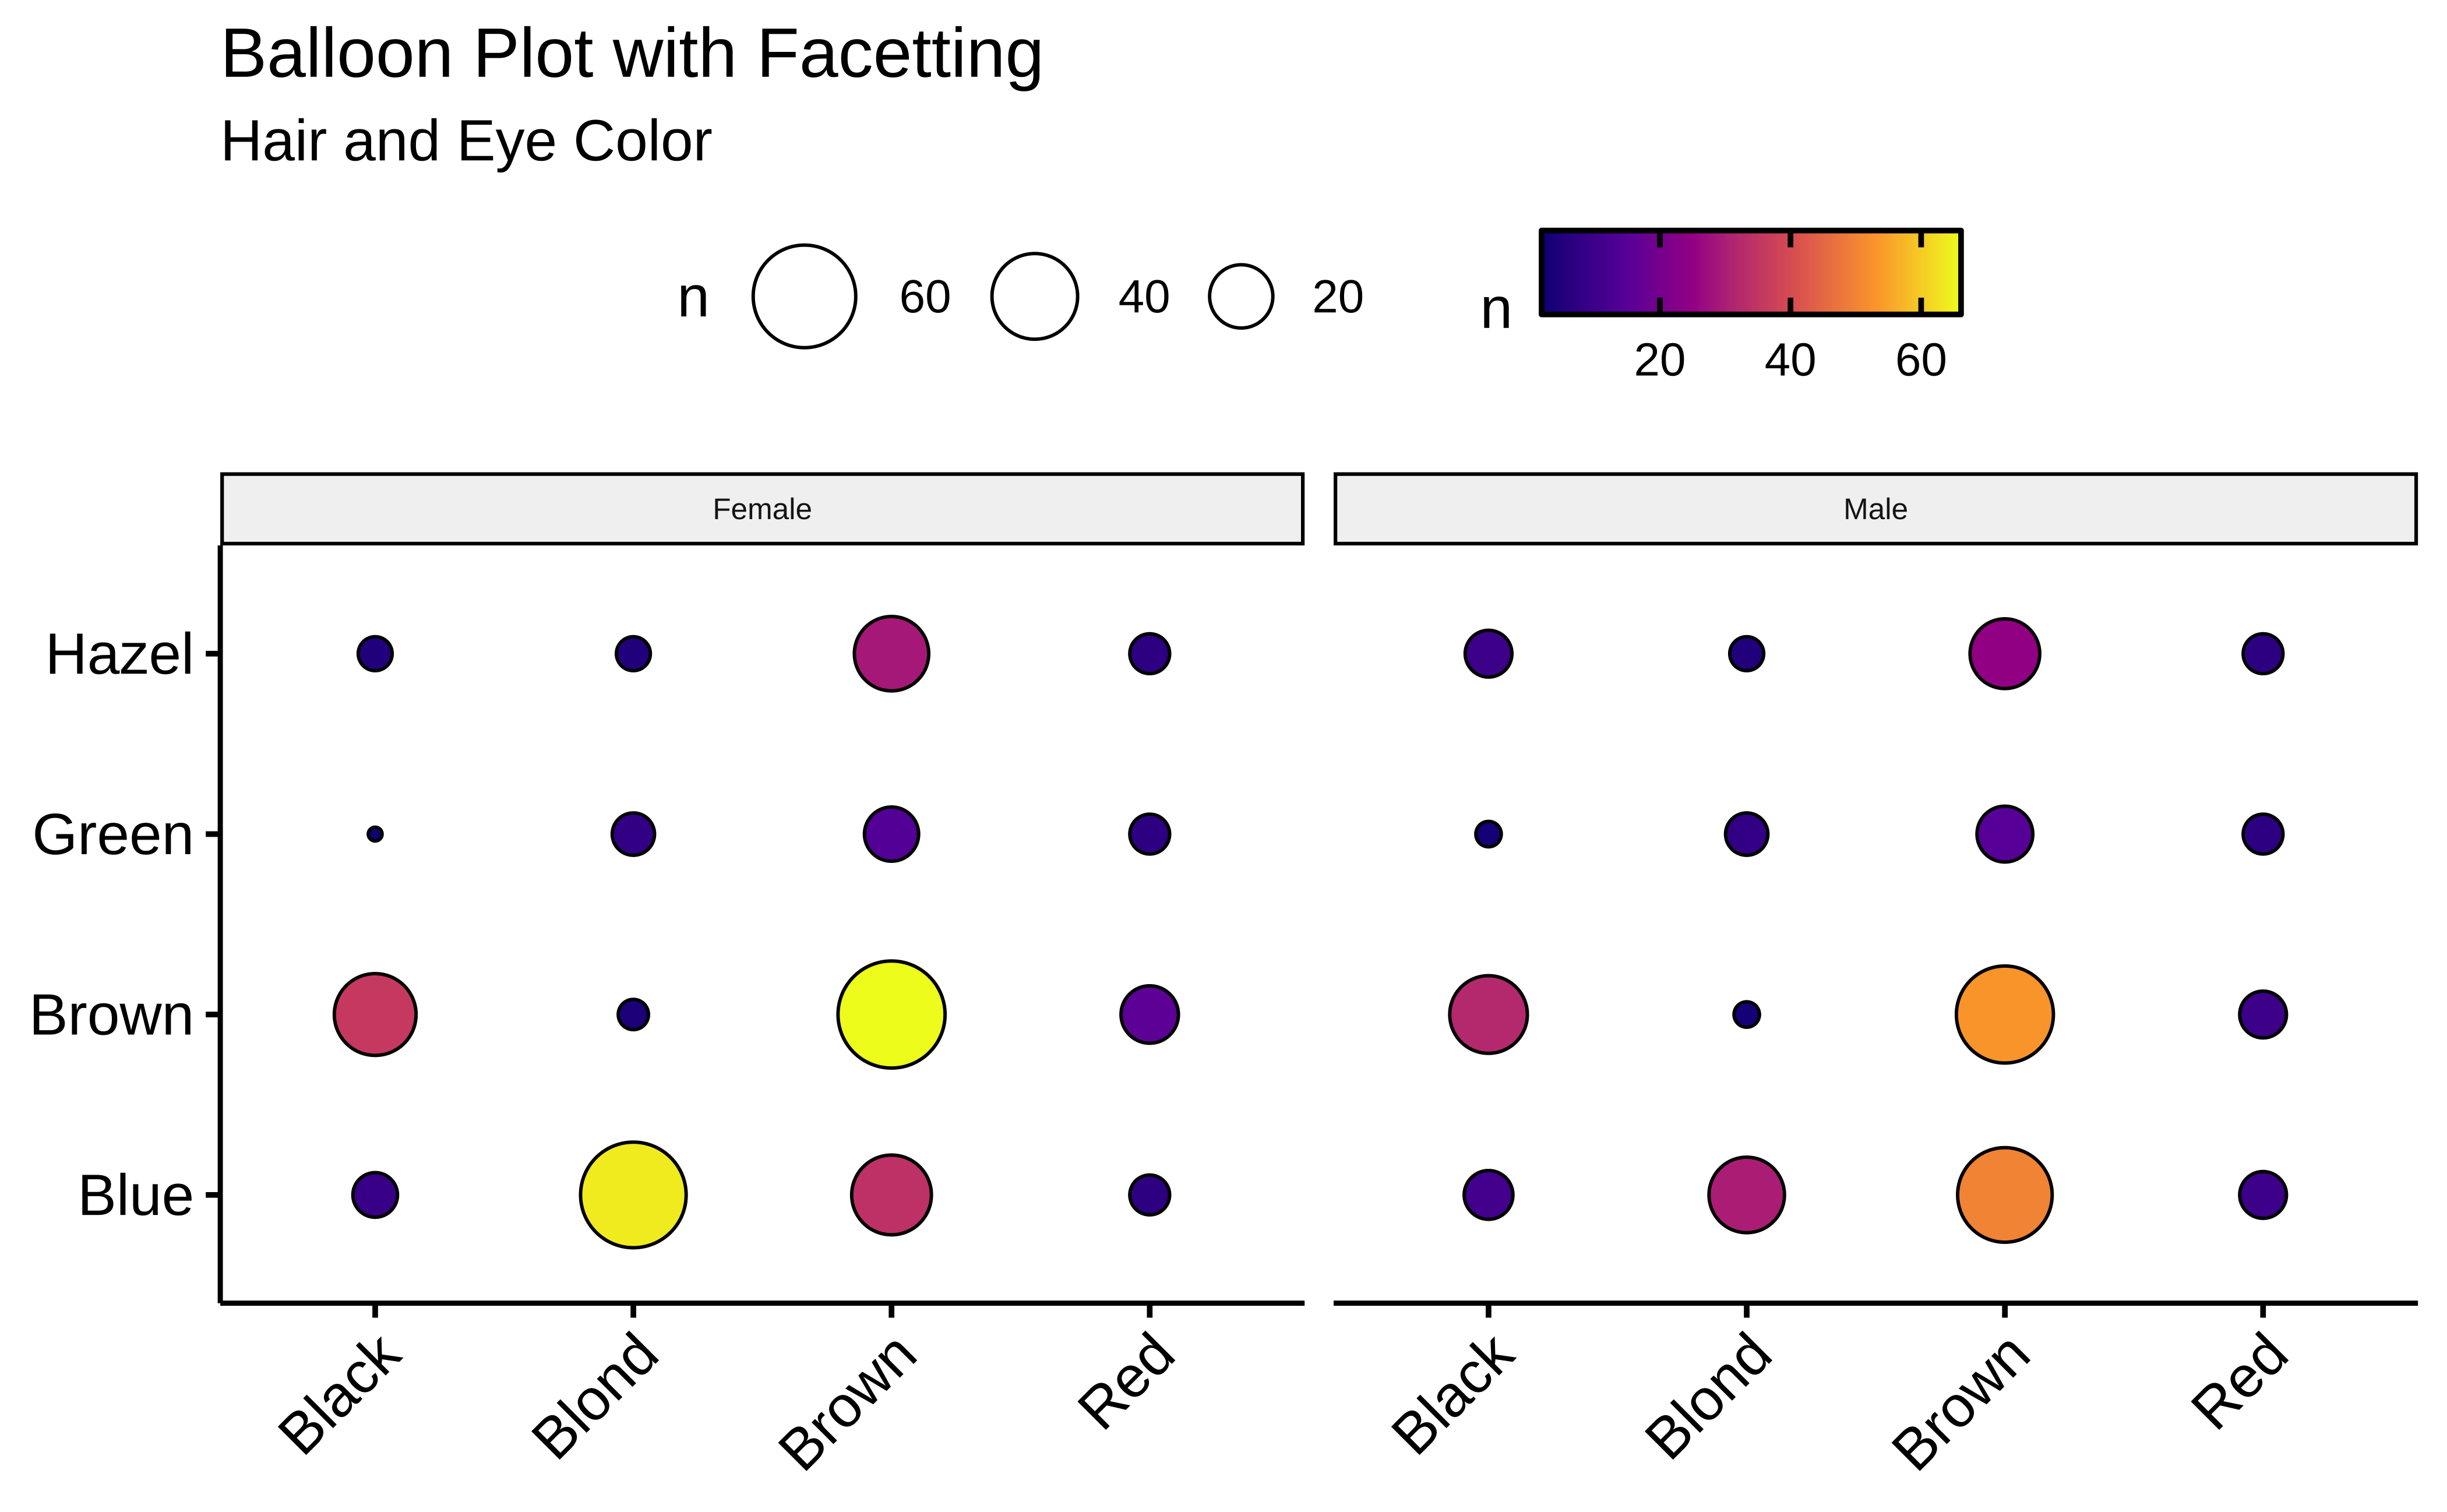 Balloon Plot with Facetting
Hair and Eye Color
n 60 40 20
n
20 40 60
Female Male
Hazel
Green
Brown
Blue
Black Blond Brown Red Black Blond Brown Red